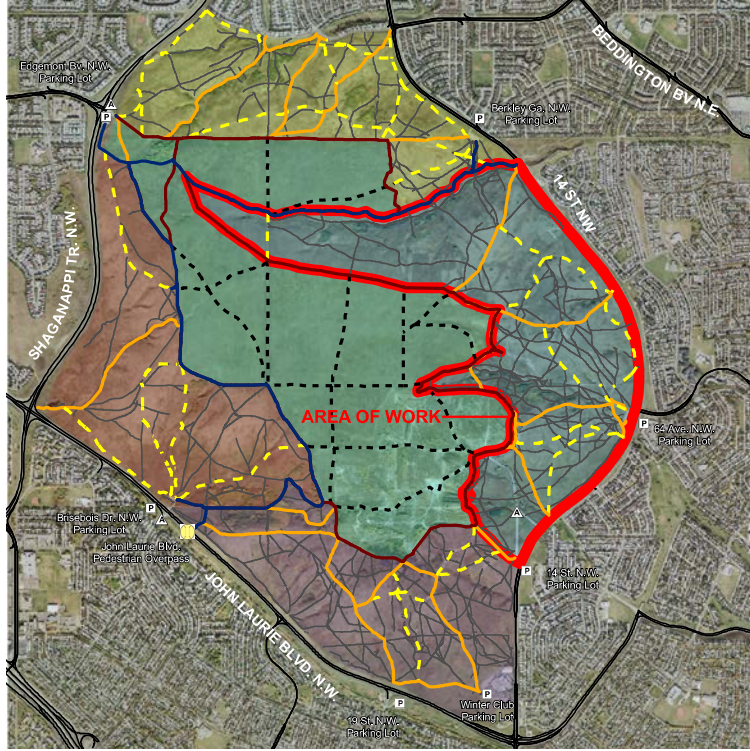 BEDDINGTON BV N.E.
Edgemont Bv. N.W.
Parking Lot
A
P
P
Berkley Ga. N.W.
Parking Lot
14 ST NW
SHAGANAPPI TR. N.W.
AREA OF WORK
P
64 Ave. N.W.
Parking Lot
P
A
Brisebois Dr. N.W.
Parking Lot
John Laurie Blvd.
Pedestrian Overpass
A
P
14 St. N.W.
Parking Lot
JOHN LAURIE BLVD. N.W.
P
19 St. N.W.
Parking Lot
P
Winter Club
Parking Lot